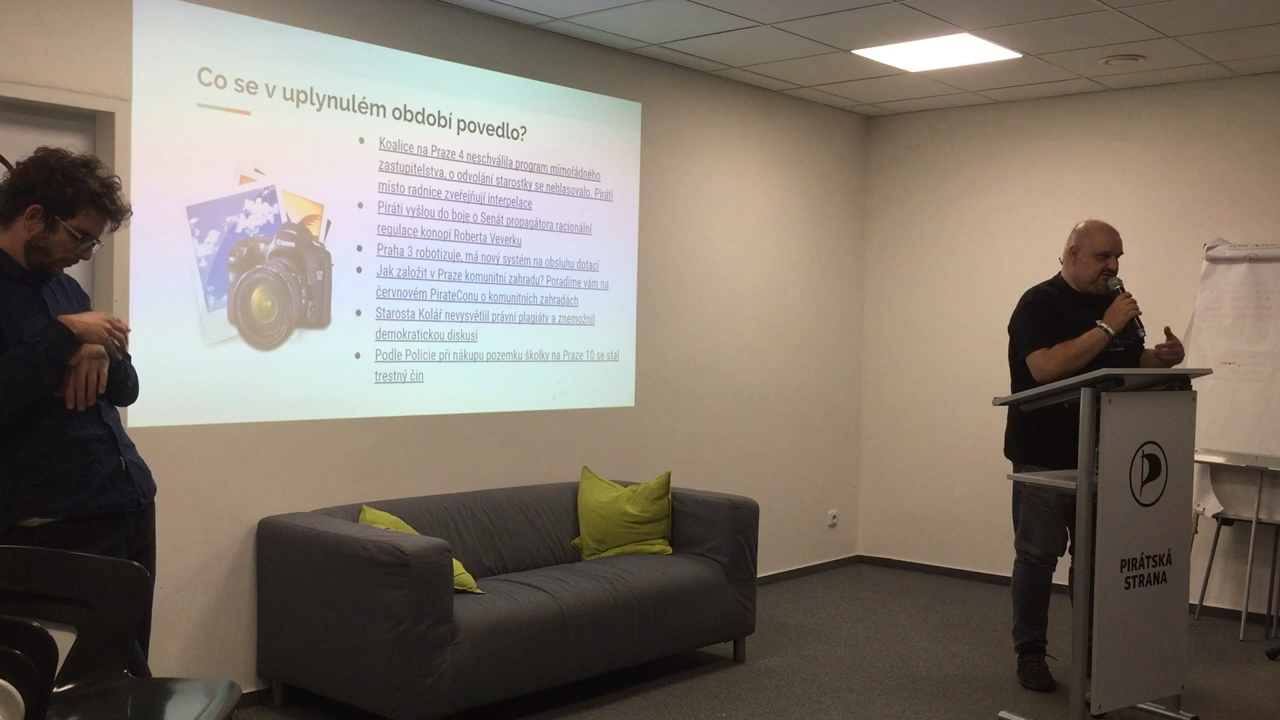 Co se v uplynulém období povedlo?
Koalice na Praze 4 neschválila program mimořádného
zastupitelstva, o odvolání starostky se nehlasovalo. Piráti
místo radnice zveřejňují interpelace
Piráti vyšlou do boje o Senát propagátora racionální
regulace konopí Roberta Veverku
Praha 3 robotizuje, má nový systém na obsluhu dotací
Jak založit v Praze komunitní zahradu? Poradíme vám na
červnovém PirateConu o komunitních zahradách
Starosta Kolář nevysvětlil právní plagiáty a znemožnil
demokratickou diskusi
Podle Policie při nákupu pozemku školky na Praze 10 se stal
trestný čin
Canon
PIRÁTSKÁ
STRANA